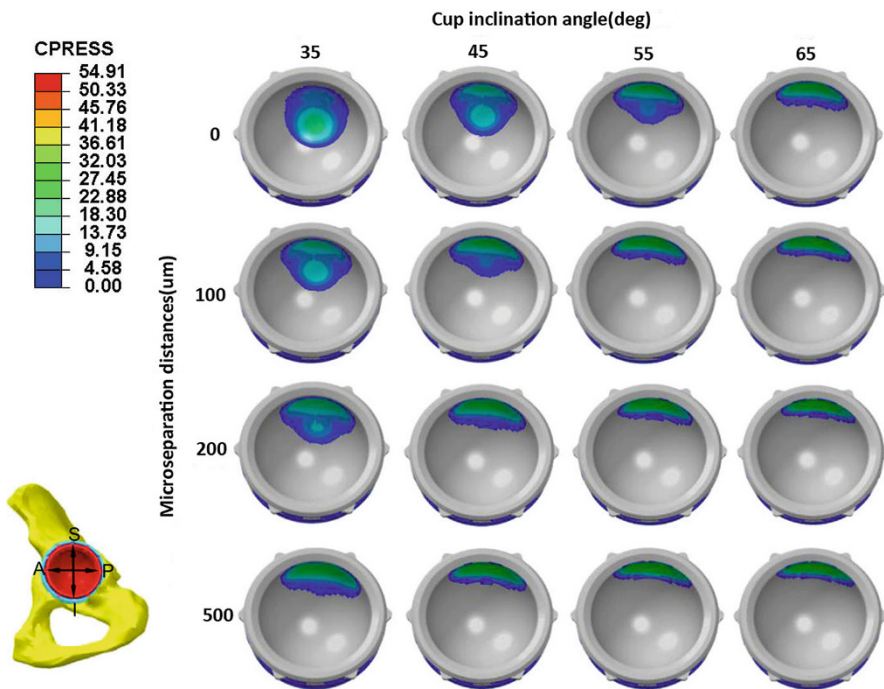 Cup inclination angle(deg)
35 45 55 65
CPRESS
54.91
50.33
45.76
41.18
36.61
32.03
27.45
22.88
18.30
13.73
9.15
4.58
0.00
Microseparation distances(um)
0
100
200
500
S
A P
I